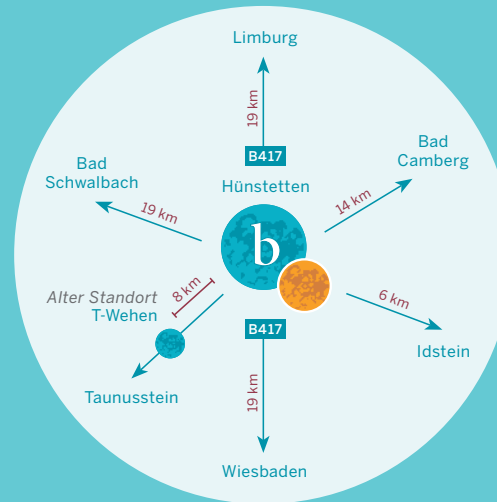 Limburg
19 km
B417
Bad
Camberg
Bad
Schwalbach
Hünstetten
14 km
19 km
b
Alter Standort
T-Wehen
8 km
6 km
B417
Idstein
Taunusstein
19 km
Wiesbaden